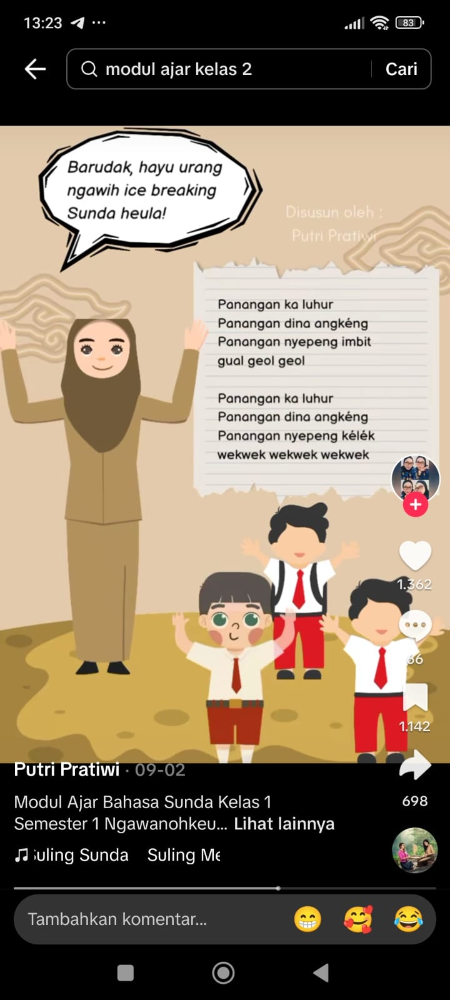 13:23
83
modul ajar kelas 2
Cari
Barudak, hayu urang
ngawih ice breaking
Sunda heula!
Disusun oleh :
Putri Pratiwi
Panangan ka luhur
Panangan dina angkéng
Panangan nyepeng imbit
gual geol geol
Panangan ka luhur
Panangan dina angkéng
Panangan nyepeng kélék
wekwek wekwek wekwek
1.362
66
1.142
698
Putri Pratiwi · 09-02
Modul Ajar Bahasa Sunda Kelas 1
Semester 1 Ngawanohkeu... Lihat lainnya
uling Sunda Suling Me
Tambahkan komentar...